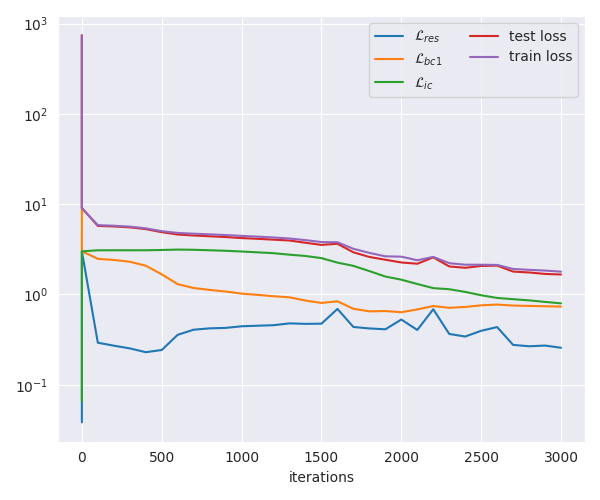 10³
10²
10¹
10⁰
10⁻¹
0 500 1000 1500 2000 2500 3000
iterations
ℒ_res
ℒ_bc1
ℒ_ic
test loss
train loss